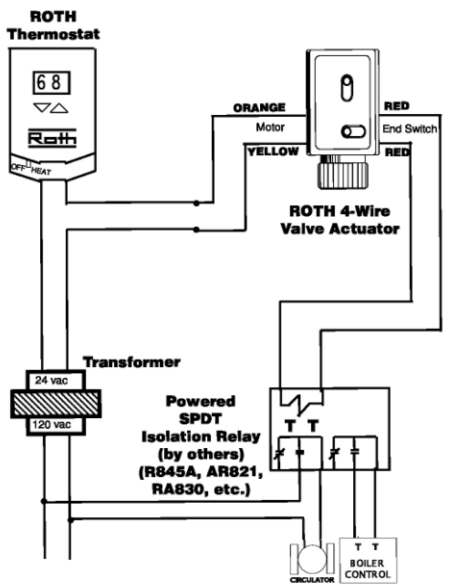 ROTH
Thermostat
68
Roth
OFF HEAT
ORANGE
Motor
YELLOW
RED
End Switch
RED
ROTH 4-Wire
Valve Actuator
Transformer
24 vac
120 vac
Powered
SPDT
Isolation Relay
(by others)
(R845A, AR821,
RA830, etc.)
T T
T T
BOILER
CONTROL
CIRCULATOR